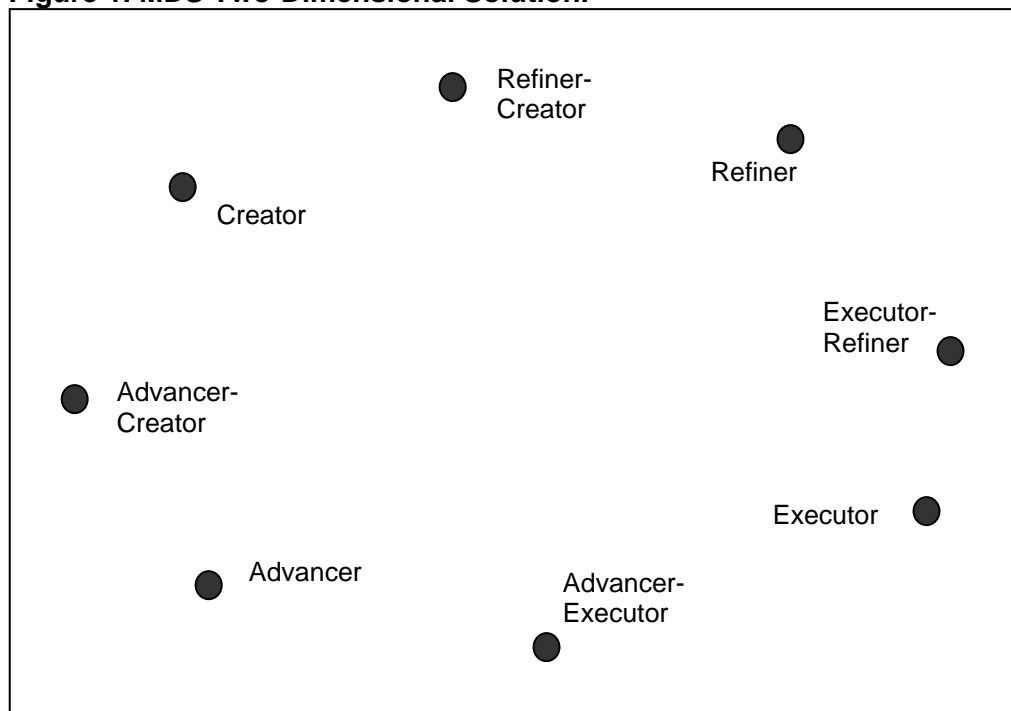 Figure 1: MDS Two-Dimensional Solution.
Refiner-
Creator
Refiner
Creator
Executor-
Refiner
Advancer-
Creator
Executor
Advancer
Advancer-
Executor